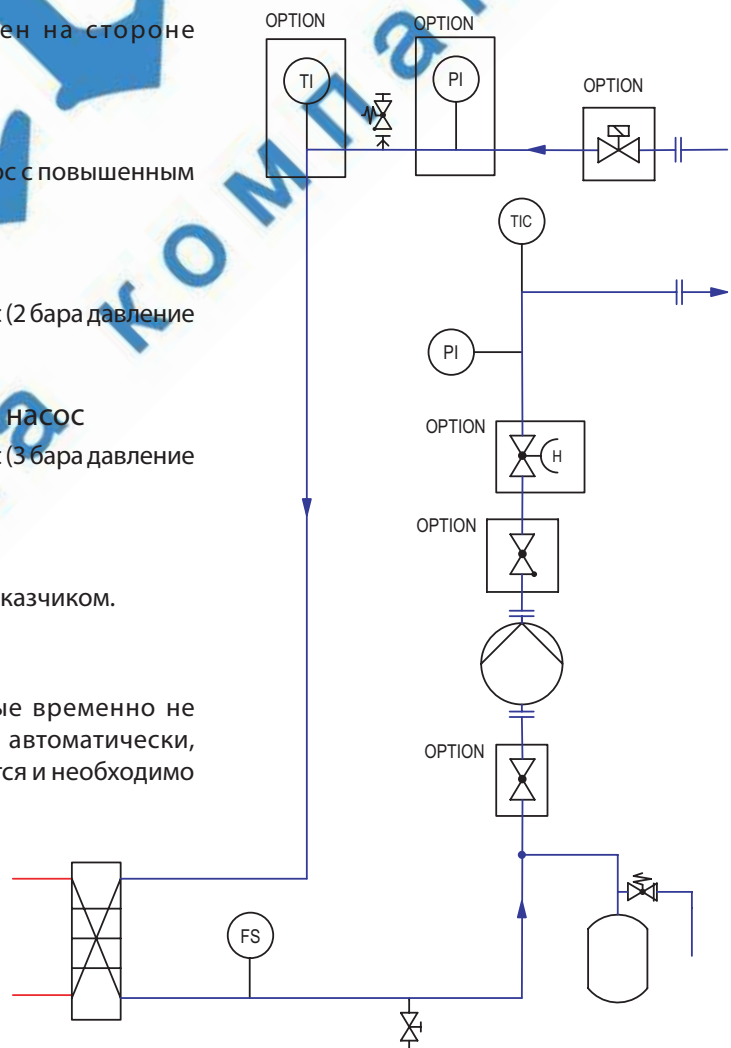 ен на стороне
ос с повышенным
(2 бара давление
насос
(3 бара давление
казчиком.
ые временно не
автоматически,
тся и необходимо
а компан
OPTION
TI
OPTION
PI
OPTION
TIC
PI
OPTION
H
OPTION
OPTION
FS